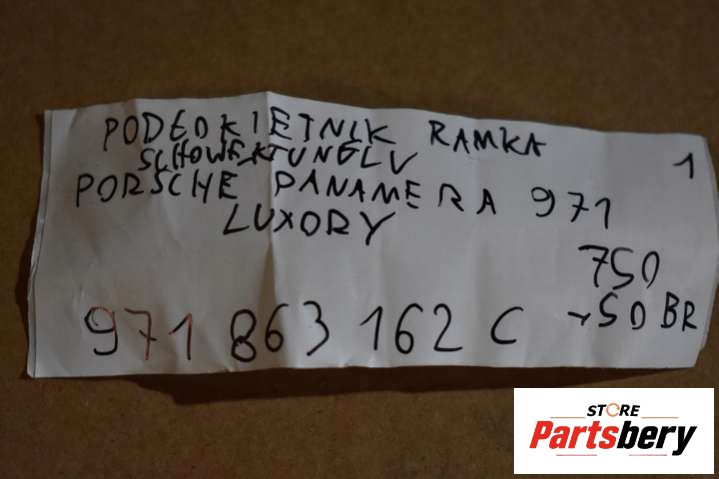 PODŁOKIETNIK RAMKA
SCHOWEK TUNELU
1
PORSCHE PANAMERA 971
LUXORY
750
971 863 162 C
→50 BR
STORE
Partsbery